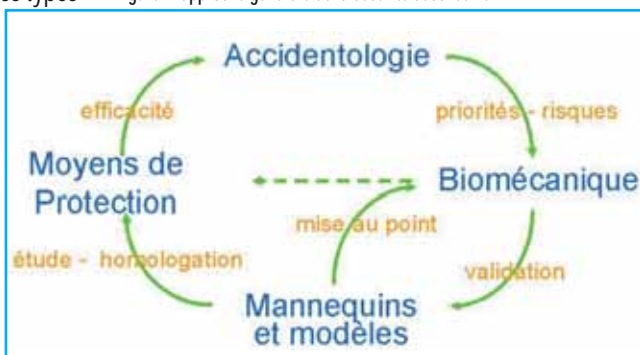 Accidentologie
efficacité
priorités - risques
Moyens de
Protection
Biomécanique
mise au point
étude - homologation
validation
Mannequins
et modèles